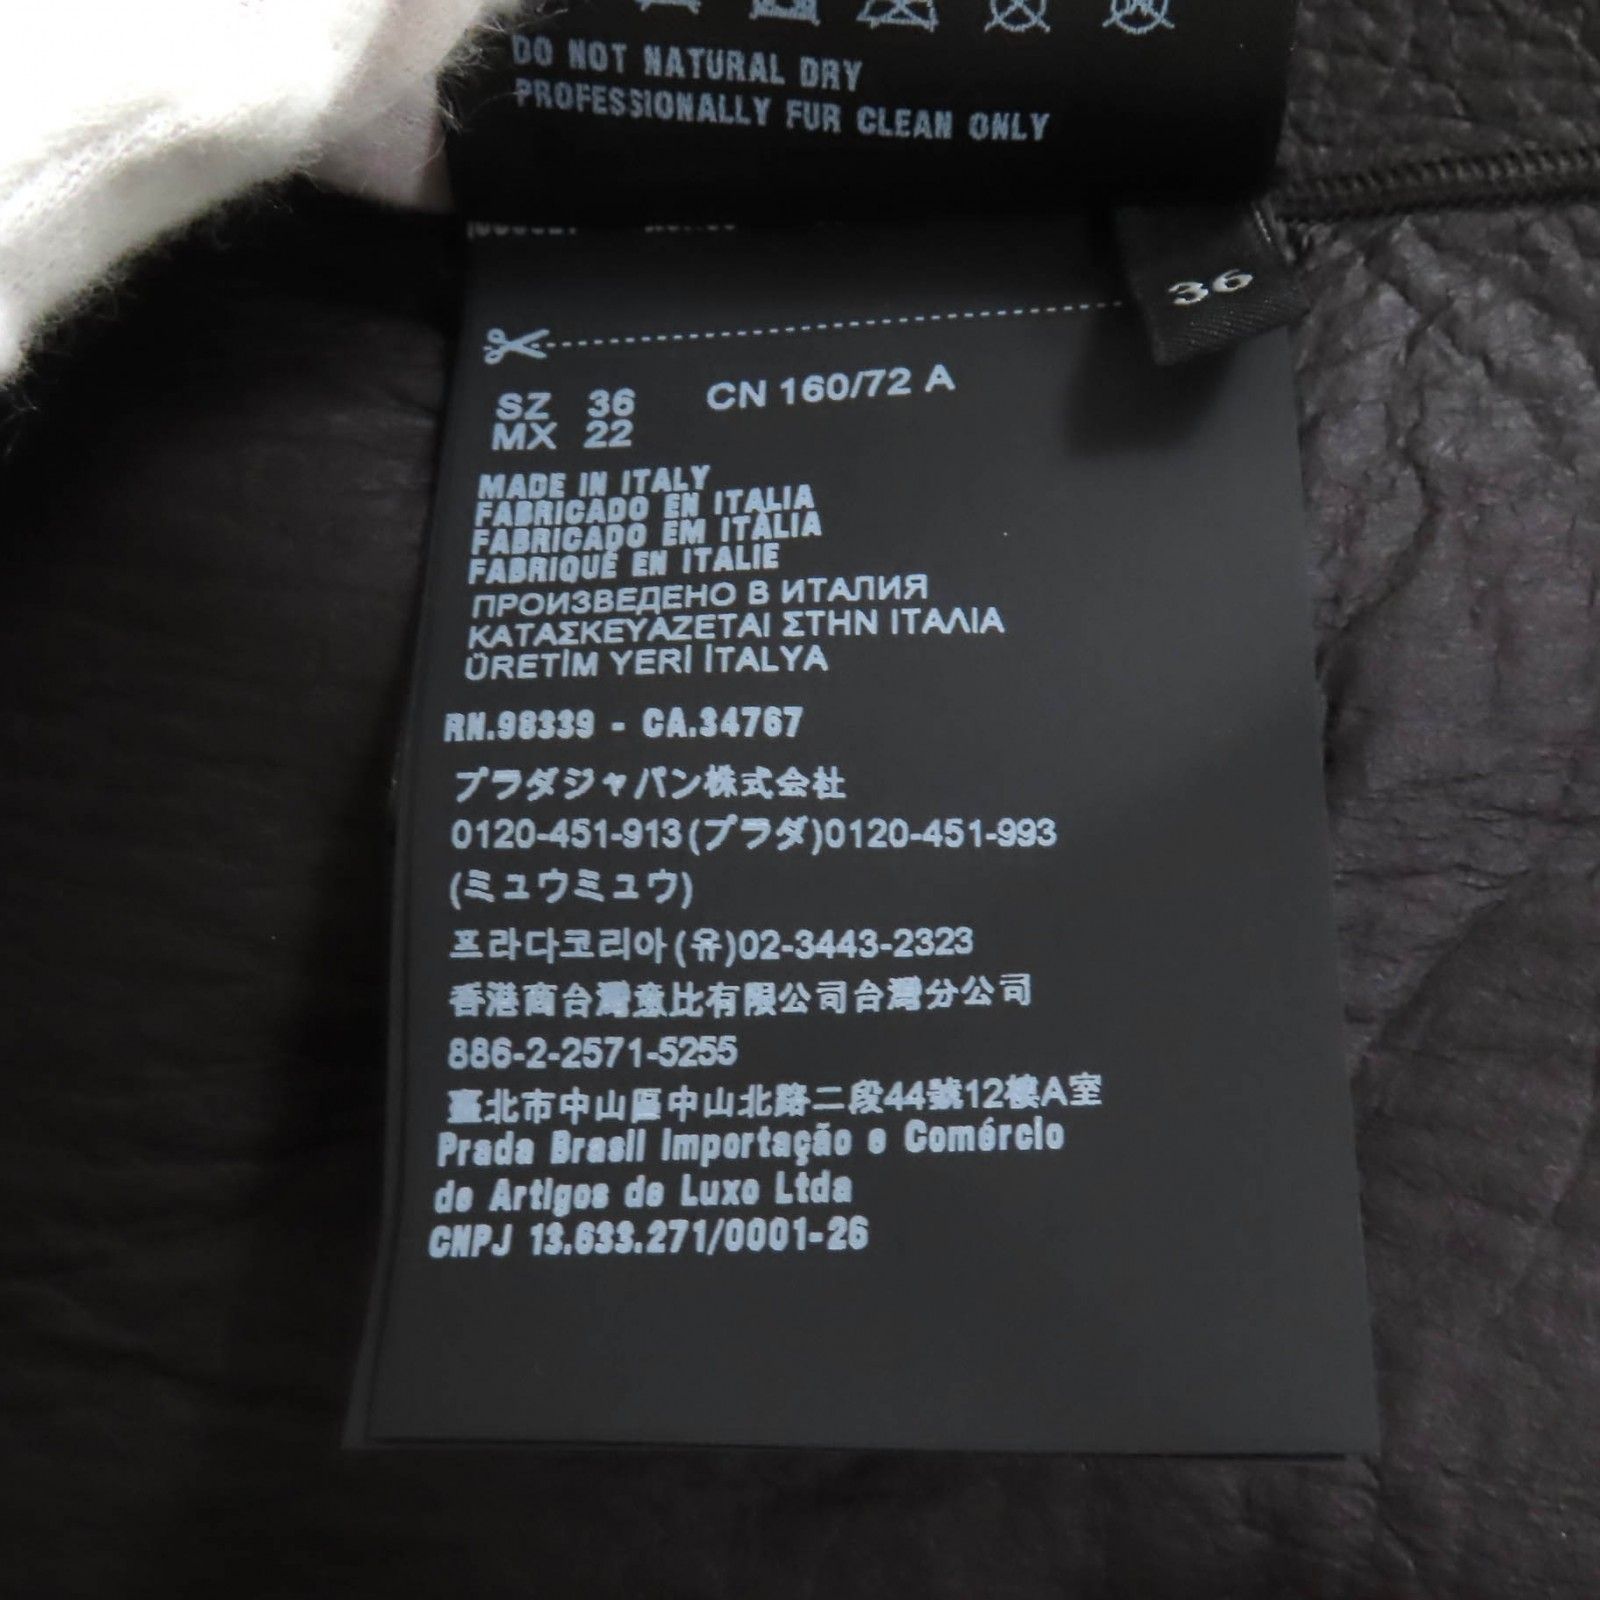 DO NOT NATURAL DRY
PROFESSIONALLY FUR CLEAN ONLY
36
SZ 36 CN 160/72 A
MX 22
MADE IN ITALY
FABRICADO EN ITALIA
FABRICADO EM ITÁLIA
FABRIQUÉ EN ITALIE
ПРОИЗВЕДЕНО В ИТАЛИЯ
ΚΑΤΑΣΚΕΥΑΖΕΤΑΙ ΣΤΗΝ ΙΤΑΛΙΑ
ÜRETİM YERİ İTALYA
RN.98339 - CA.34767
プラダジャパン株式会社
0120-451-913(プラダ)0120-451-993
(ミュウミュウ)
프라다코리아(유)02-3443-2323
香港商台灣意比有限公司台灣分公司
886-2-2571-5255
臺北市中山區中山北路二段44號12樓A室
Prada Brasil Importação e Comércio
de Artigos de Luxo Ltda
CNPJ 13.633.271/0001-26